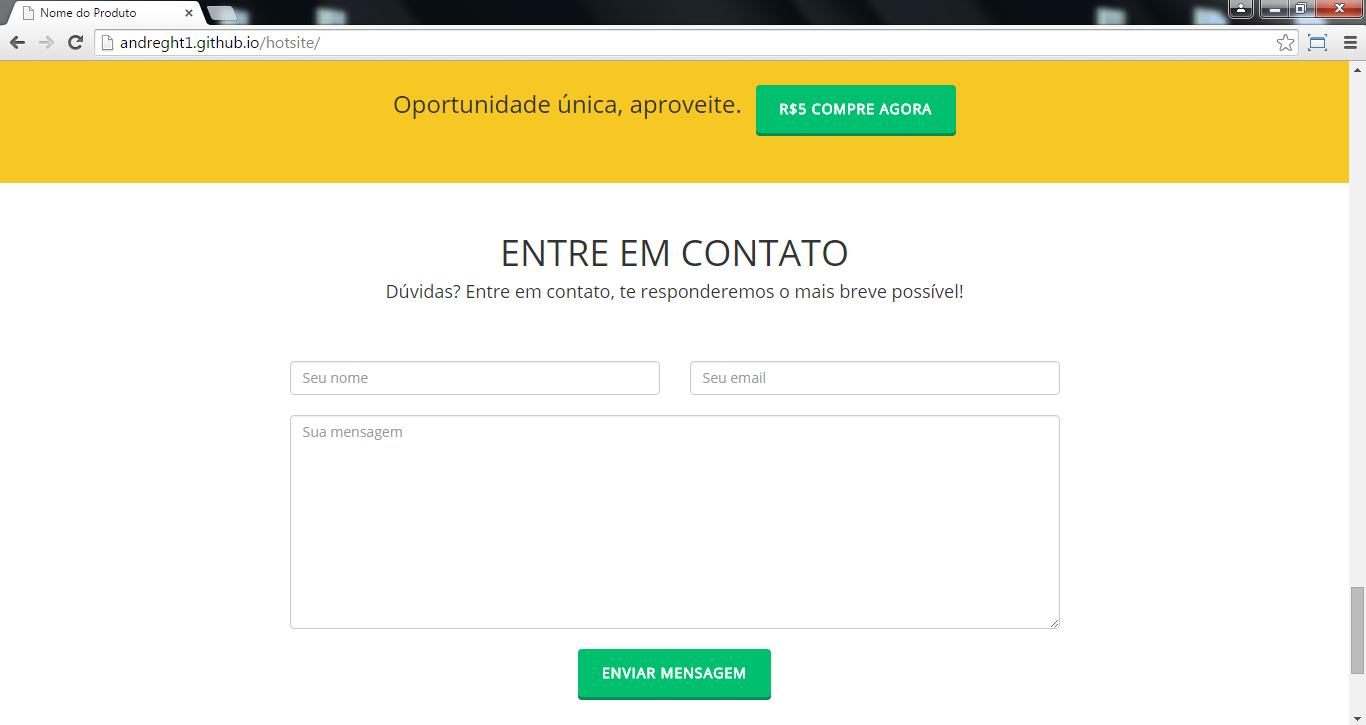 Nome do Produto
andreght1.github.io/hotsite/
Oportunidade única, aproveite. R$5 COMPRE AGORA
ENTRE EM CONTATO
Dúvidas? Entre em contato, te responderemos o mais breve possível!
Seu nome Seu email
Sua mensagem
ENVIAR MENSAGEM